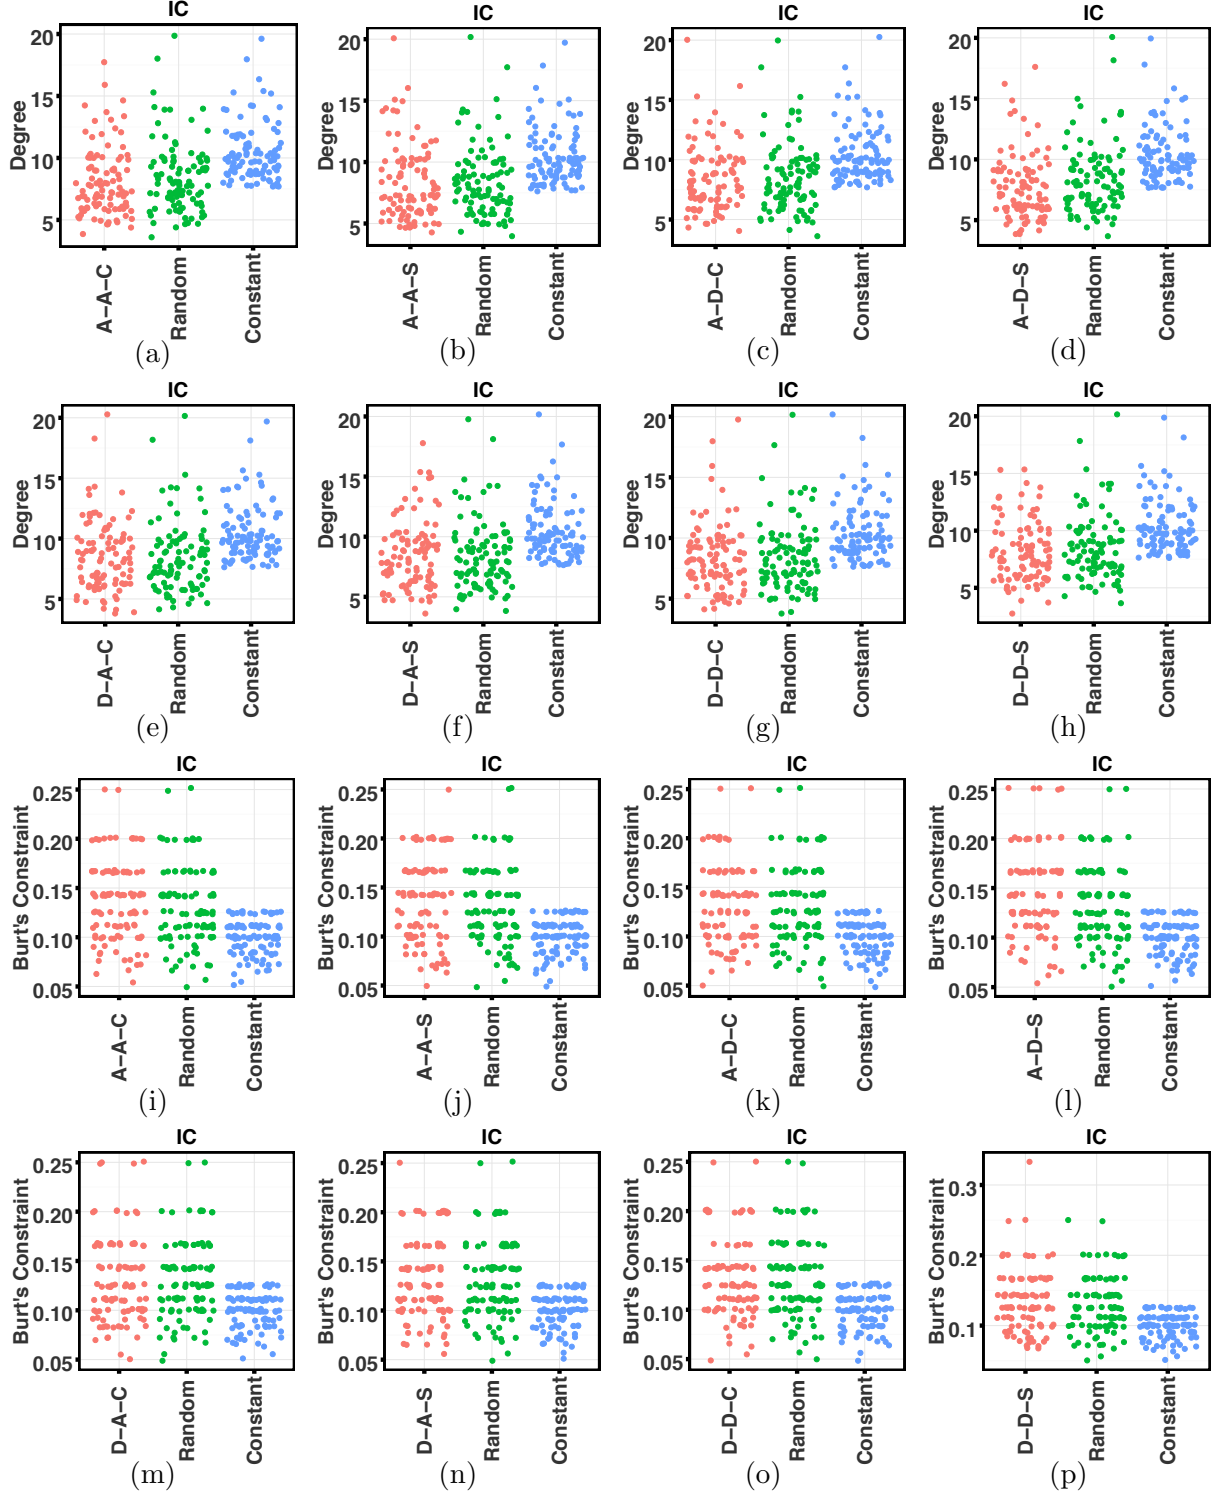 IC IC IC IC
Degree 20 15 10 5 A−A−C Random Constant
Degree 20 15 10 5 A−A−S Random Constant
Degree 20 15 10 5 A−D−C Random Constant
Degree 20 15 10 5 A−D−S Random Constant
(a) (b) (c) (d)
IC IC IC IC
Degree 20 15 10 5 D−A−C Random Constant
Degree 20 15 10 5 D−A−S Random Constant
Degree 20 15 10 5 D−D−C Random Constant
Degree 20 15 10 5 D−D−S Random Constant
(e) (f) (g) (h)
IC IC IC IC
Burt's Constraint 0.25 0.20 0.15 0.10 0.05 A−A−C Random Constant
Burt's Constraint 0.25 0.20 0.15 0.10 0.05 A−A−S Random Constant
Burt's Constraint 0.25 0.20 0.15 0.10 0.05 A−D−C Random Constant
Burt's Constraint 0.25 0.20 0.15 0.10 0.05 A−D−S Random Constant
(i) (j) (k) (l)
IC IC IC IC
Burt's Constraint 0.25 0.20 0.15 0.10 0.05 D−A−C Random Constant
Burt's Constraint 0.25 0.20 0.15 0.10 0.05 D−A−S Random Constant
Burt's Constraint 0.25 0.20 0.15 0.10 0.05 D−D−C Random Constant
Burt's Constraint 0.3 0.2 0.1 D−D−S Random Constant
(m) (n) (o) (p)